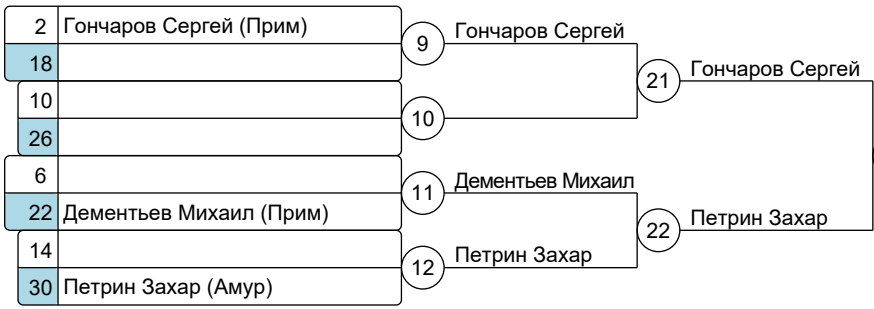 2 Гончаров Сергей (Прим)
18
10
26
6
22 Дементьев Михаил (Прим)
14
30 Петрин Захар (Амур)
9 Гончаров Сергей
10
11 Дементьев Михаил
12 Петрин Захар
21 Гончаров Сергей
22 Петрин Захар